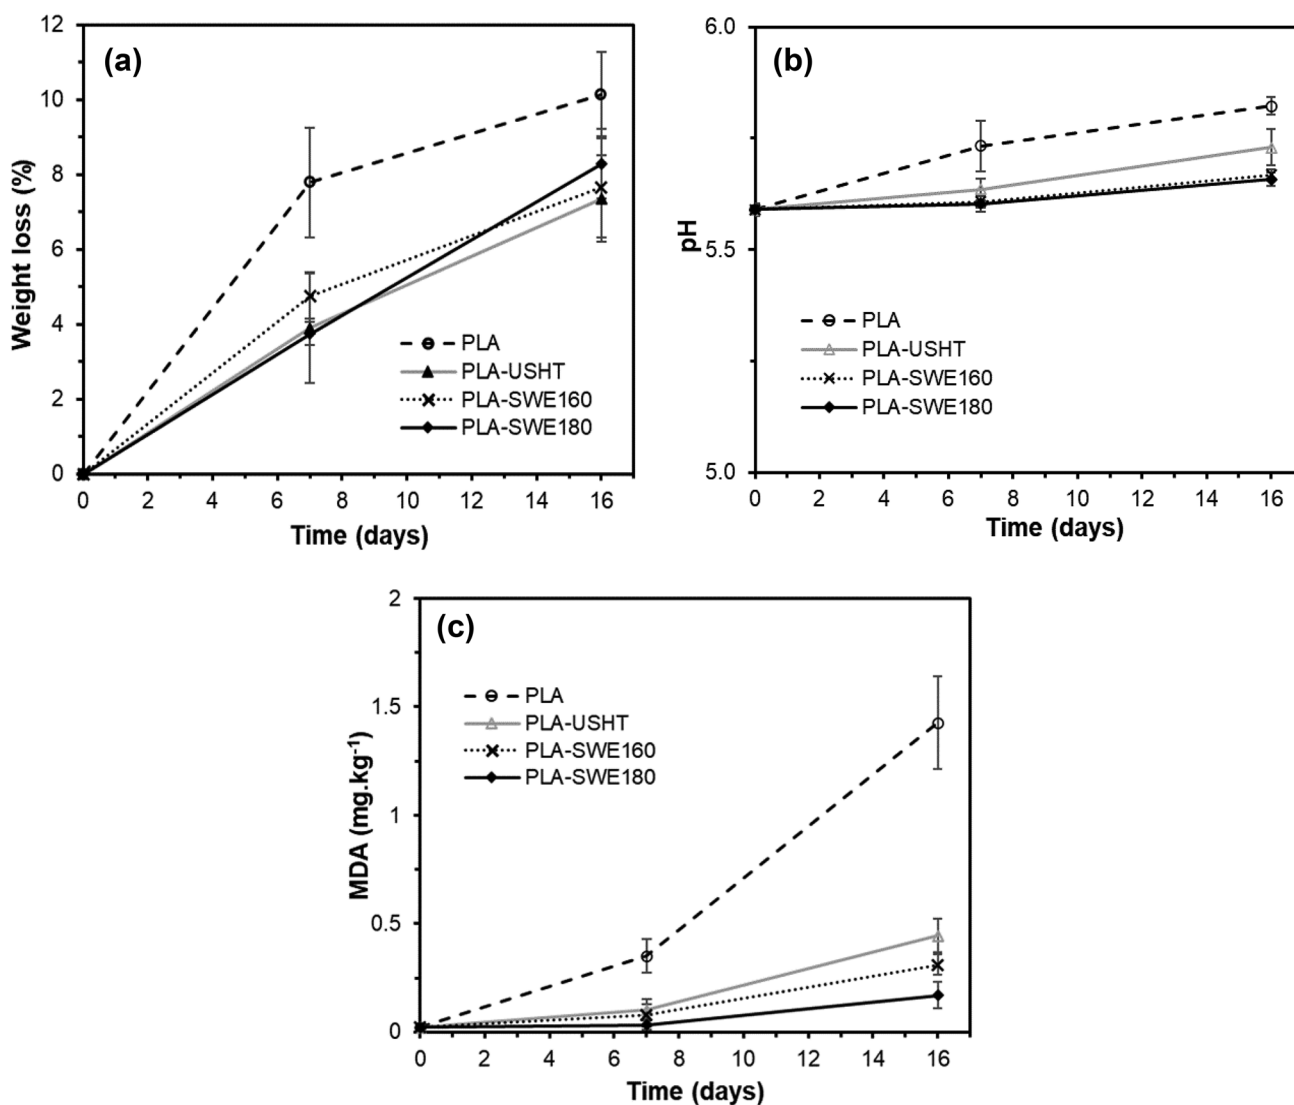 (a)
Weight loss (%)
12
10
8
6
4
2
0
PLA
PLA-USHT
PLA-SWE160
PLA-SWE180
0 2 4 6 8 10 12 14 16
Time (days)
(b)
pH
6.0
5.5
5.0
PLA
PLA-USHT
PLA-SWE160
PLA-SWE180
0 2 4 6 8 10 12 14 16
Time (days)
(c)
MDA (mg.kg⁻¹)
2
1.5
1
0.5
0
PLA
PLA-USHT
PLA-SWE160
PLA-SWE180
0 2 4 6 8 10 12 14 16
Time (days)